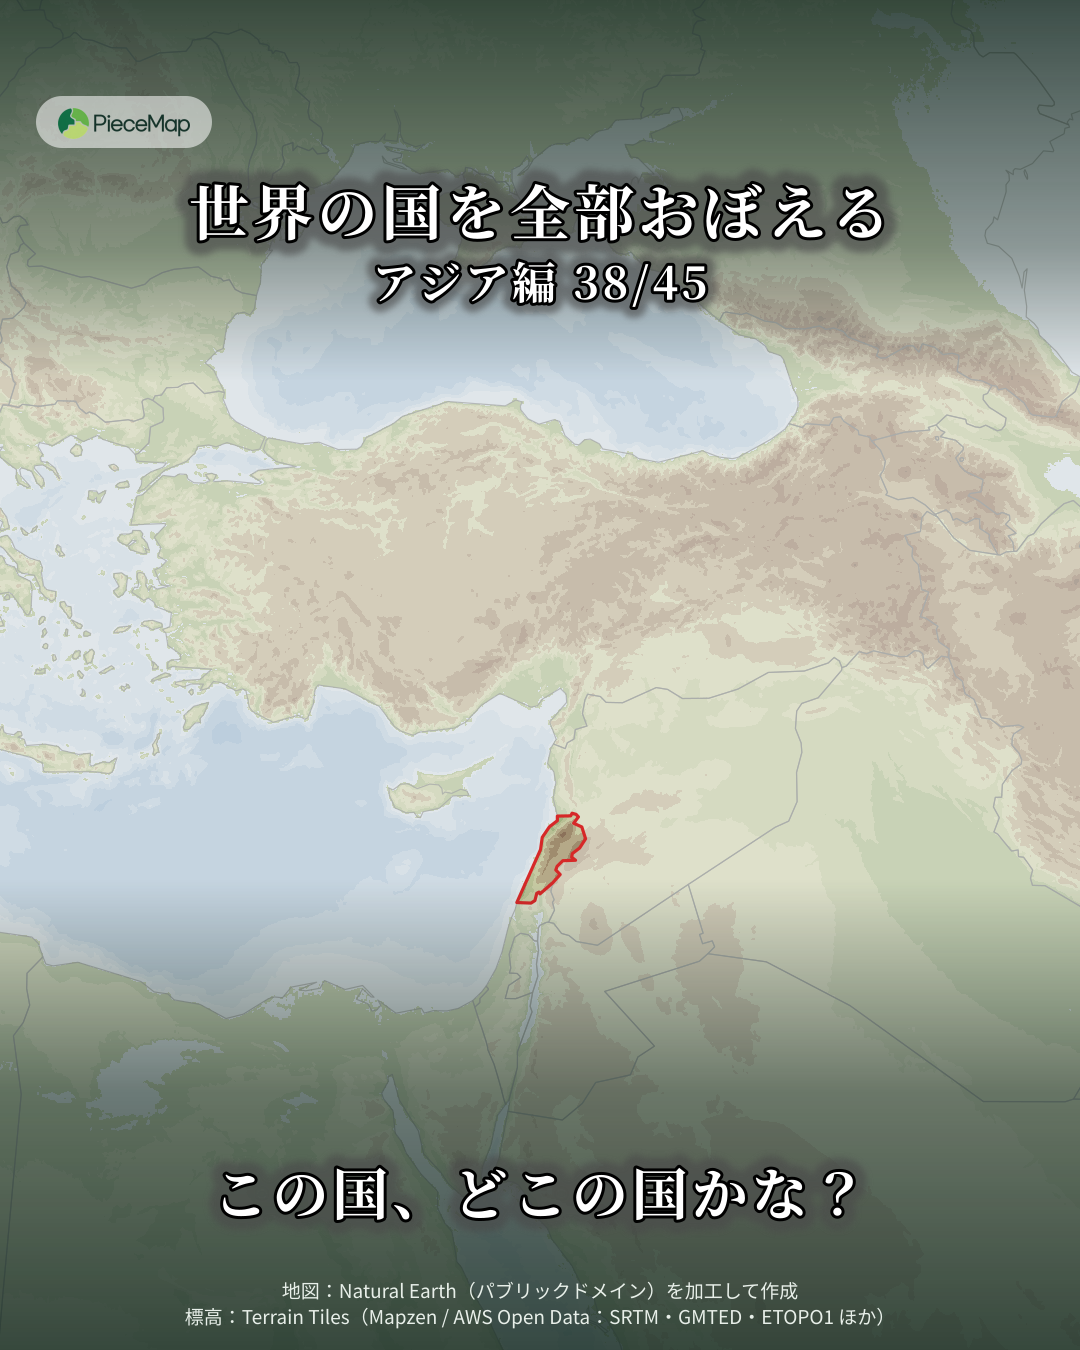 PieceMap
世界の国を全部おぼえる
アジア編 38/45
この国、どこの国かな？
地図：Natural Earth（パブリックドメイン）を加工して作成
標高：Terrain Tiles（Mapzen / AWS Open Data：SRTM・GMTED・ETOPO1 ほか）